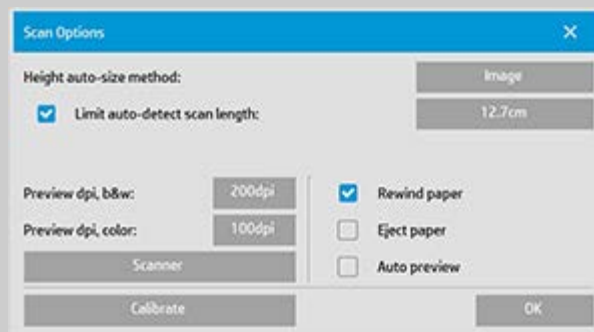 Scan Options
Height auto-size method: Image
Limit auto-detect scan length: 12.7cm
Preview dpi, b&w: 200dpi
Rewind paper
Preview dpi, color: 100dpi
Eject paper
Scanner
Auto preview
Calibrate
OK